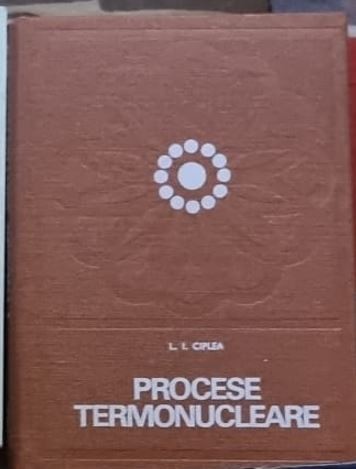 L. I. CIPLEA
PROCESE
TERMONUCLEARE